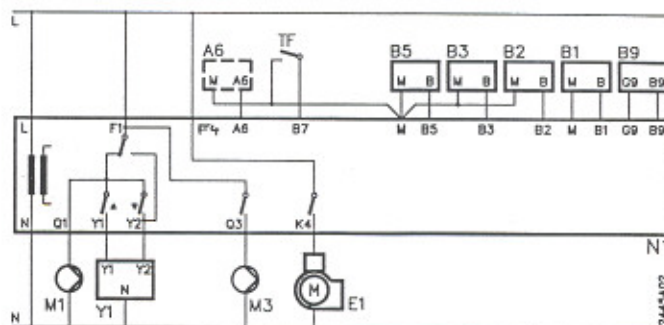 L
A6 TF B5 B3 B2 B1 B9
M A6 M B M B M B M B G9 B9
L F1 A6 B7 M B5 B3 B2 M B1 G9 B9
N Q1 Y1 Y2 Q3 K4
N1
Y1 Y2
N
M
M1 Y1 M3 E1
N